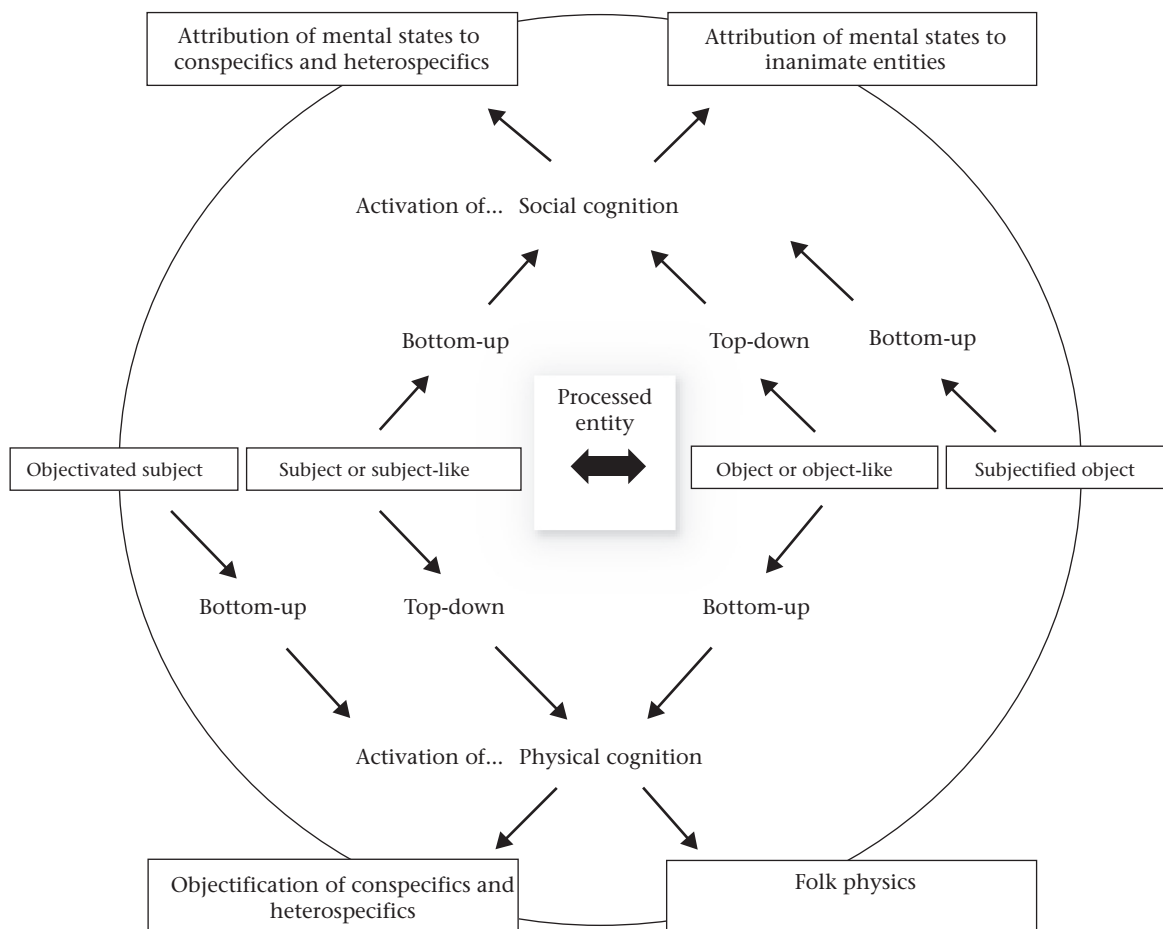 Attribution of mental states to
conspecifics and heterospecifics
Attribution of mental states to
inanimate entities
Activation of... Social cognition
Bottom-up
Top-down
Bottom-up
Processed
entity
Objectivated subject
Subject or subject-like
Object or object-like
Subjectified object
Bottom-up
Top-down
Bottom-up
Activation of... Physical cognition
Objectification of conspecifics and
heterospecifics
Folk physics